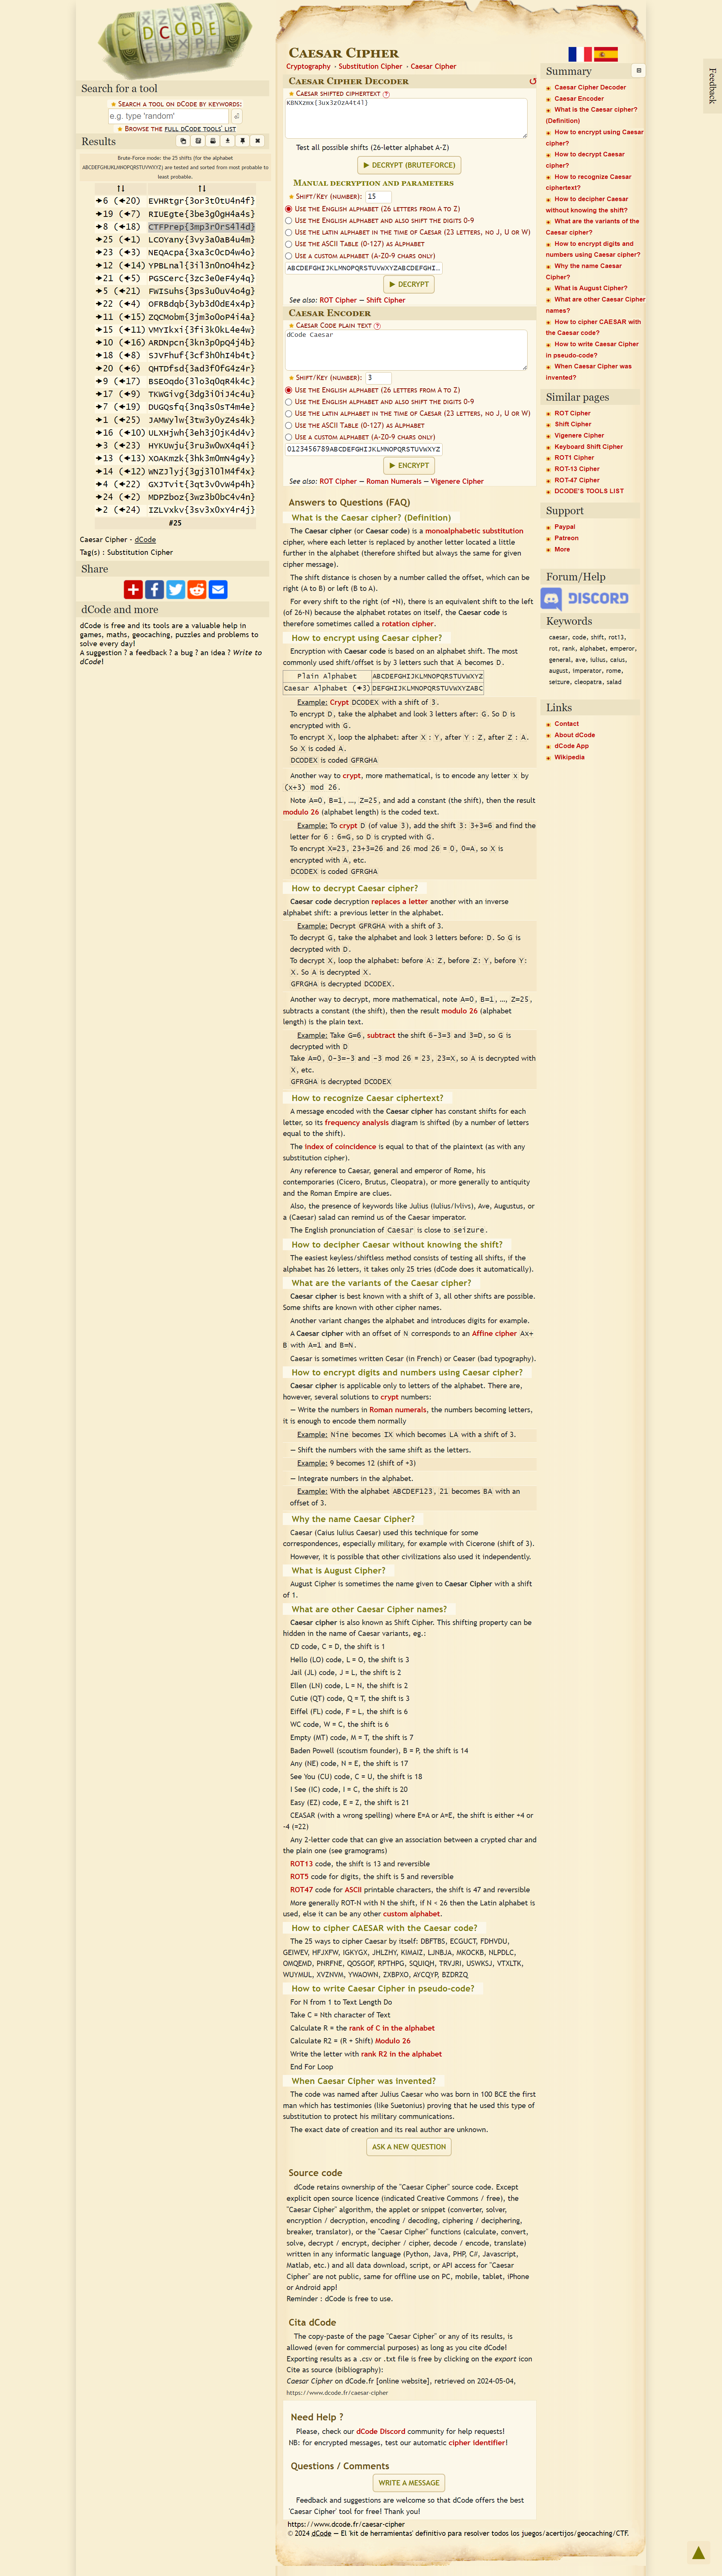 Search for a tool
★ Search a tool on dCode by keywords:
e.g. type 'random'
★ Browse the full dCode tools' list
Results
Brute-Force mode: the 25 shifts (for the alphabet
ABCDEFGHIJKLMNOPQRSTUVWXYZ) are tested and sorted from most probable to
least probable.
↑↓ ↑↓
🠞6 (🠜20) EVHRtgr{3or3t0tU4n4f}
🠞19 (🠜7) RIUEgte{3be3g0gH4a4s}
🠞8 (🠜18) CTFPrep{3mp3r0rS4l4d}
🠞25 (🠜1) LCOYany{3vy3a0aB4u4m}
🠞23 (🠜3) NEQAcpa{3xa3c0cD4w4o}
🠞12 (🠜14) YPBLnal{3il3n0nO4h4z}
🠞21 (🠜5) PGSCerc{3zc3e0eF4y4q}
🠞5 (🠜21) FWISuhs{3ps3u0uV4o4g}
🠞22 (🠜4) OFRBdqb{3yb3d0dE4x4p}
🠞11 (🠜15) ZQCMobm{3jm3o0oP4i4a}
🠞15 (🠜11) VMYIkxi{3fi3k0kL4e4w}
🠞10 (🠜16) ARDNpcn{3kn3p0pQ4j4b}
🠞18 (🠜8) SJVFhuf{3cf3h0hI4b4t}
🠞20 (🠜6) QHTDfsd{3ad3f0fG4z4r}
🠞9 (🠜17) BSEOqdo{3lo3q0qR4k4c}
🠞17 (🠜9) TKWGivg{3dg3i0iJ4c4u}
🠞7 (🠜19) DUGQsfq{3nq3s0sT4m4e}
🠞1 (🠜25) JAMWylw{3tw3y0yZ4s4k}
🠞16 (🠜10) ULXHjwh{3eh3j0jK4d4v}
🠞3 (🠜23) HYKUwju{3ru3w0wX4q4i}
🠞13 (🠜13) XOAKmzk{3hk3m0mN4g4y}
🠞14 (🠜12) WNZJlyj{3gj3l0lM4f4x}
🠞4 (🠜22) GXJTvit{3qt3v0vW4p4h}
🠞24 (🠜2) MDPZboz{3wz3b0bC4v4n}
🠞2 (🠜24) IZLVxkv{3sv3x0xY4r4j}
#25
Caesar Cipher - dCode
Tag(s) : Substitution Cipher
Share
dCode and more
dCode is free and its tools are a valuable help in
games, maths, geocaching, puzzles and problems to
solve every day!
A suggestion ? a feedback ? a bug ? an idea ? Write to
dCode!
Caesar Cipher
Cryptography · Substitution Cipher · Caesar Cipher
Caesar Cipher Decoder
★ Caesar shifted ciphertext ?
KBNXzmx{3ux3z0zA4t4l}
Test all possible shifts (26-letter alphabet A-Z)
► DECRYPT (BRUTEFORCE)
Manual decryption and parameters
★ Shift/Key (number): 15
Use the English alphabet (26 letters from A to Z)
Use the English alphabet and also shift the digits 0-9
Use the latin alphabet in the time of Caesar (23 letters, no J, U or W)
Use the ASCII Table (0-127) as Alphabet
Use a custom alphabet (A-Z0-9 chars only)
ABCDEFGHIJKLMNOPQRSTUVWXYZABCDEFGHI…
► DECRYPT
See also: ROT Cipher — Shift Cipher
Caesar Encoder
★ Caesar Code plain text ?
dCode Caesar
★ Shift/Key (number): 3
Use the English alphabet (26 letters from A to Z)
Use the English alphabet and also shift the digits 0-9
Use the latin alphabet in the time of Caesar (23 letters, no J, U or W)
Use the ASCII Table (0-127) as Alphabet
Use a custom alphabet (A-Z0-9 chars only)
0123456789ABCDEFGHIJKLMNOPQRSTUVWXYZ
► ENCRYPT
See also: ROT Cipher — Roman Numerals — Vigenere Cipher
Answers to Questions (FAQ)
What is the Caesar cipher? (Definition)
The Caesar cipher (or Caesar code) is a monoalphabetic substitution
cipher, where each letter is replaced by another letter located a little
further in the alphabet (therefore shifted but always the same for given
cipher message).
The shift distance is chosen by a number called the offset, which can be
right (A to B) or left (B to A).
For every shift to the right (of +N), there is an equivalent shift to the left
(of 26-N) because the alphabet rotates on itself, the Caesar code is
therefore sometimes called a rotation cipher.
How to encrypt using Caesar cipher?
Encryption with Caesar code is based on an alphabet shift. The most
commonly used shift/offset is by 3 letters such that A becomes D.
Plain Alphabet ABCDEFGHIJKLMNOPQRSTUVWXYZ
Caesar Alphabet (🠜3) DEFGHIJKLMNOPQRSTUVWXYZABC
Example: Crypt DCODEX with a shift of 3.
To encrypt D, take the alphabet and look 3 letters after: G. So D is
encrypted with G.
To encrypt X, loop the alphabet: after X : Y, after Y : Z, after Z : A.
So X is coded A.
DCODEX is coded GFRGHA
Another way to crypt, more mathematical, is to encode any letter x by
(x+3) mod 26.
Note A=0, B=1, …, Z=25, and add a constant (the shift), then the result
modulo 26 (alphabet length) is the coded text.
Example: To crypt D (of value 3), add the shift 3: 3+3=6 and find the
letter for 6 : 6=G, so D is crypted with G.
To encrypt X=23, 23+3=26 and 26 mod 26 = 0, 0=A, so X is
encrypted with A, etc.
DCODEX is coded GFRGHA
How to decrypt Caesar cipher?
Caesar code decryption replaces a letter another with an inverse
alphabet shift: a previous letter in the alphabet.
Example: Decrypt GFRGHA with a shift of 3.
To decrypt G, take the alphabet and look 3 letters before: D. So G is
decrypted with D.
To decrypt X, loop the alphabet: before A: Z, before Z: Y, before Y:
X. So A is decrypted X.
GFRGHA is decrypted DCODEX.
Another way to decrypt, more mathematical, note A=0, B=1, …, Z=25,
subtracts a constant (the shift), then the result modulo 26 (alphabet
length) is the plain text.
Example: Take G=6, subtract the shift 6-3=3 and 3=D, so G is
decrypted with D
Take A=0, 0-3=-3 and -3 mod 26 = 23, 23=X, so A is decrypted with
X, etc.
GFRGHA is decrypted DCODEX
How to recognize Caesar ciphertext?
A message encoded with the Caesar cipher has constant shifts for each
letter, so its frequency analysis diagram is shifted (by a number of letters
equal to the shift).
The index of coincidence is equal to that of the plaintext (as with any
substitution cipher).
Any reference to Caesar, general and emperor of Rome, his
contemporaries (Cicero, Brutus, Cleopatra), or more generally to antiquity
and the Roman Empire are clues.
Also, the presence of keywords like Julius (Iulius/Ivlivs), Ave, Augustus, or
a (Caesar) salad can remind us of the Caesar imperator.
The English pronunciation of Caesar is close to seizure.
How to decipher Caesar without knowing the shift?
The easiest keyless/shiftless method consists of testing all shifts, if the
alphabet has 26 letters, it takes only 25 tries (dCode does it automatically).
What are the variants of the Caesar cipher?
Caesar cipher is best known with a shift of 3, all other shifts are possible.
Some shifts are known with other cipher names.
Another variant changes the alphabet and introduces digits for example.
A Caesar cipher with an offset of N corresponds to an Affine cipher Ax+
B with A=1 and B=N.
Caesar is sometimes written Cesar (in French) or Ceaser (bad typography).
How to encrypt digits and numbers using Caesar cipher?
Caesar cipher is applicable only to letters of the alphabet. There are,
however, several solutions to crypt numbers:
— Write the numbers in Roman numerals, the numbers becoming letters,
it is enough to encode them normally
Example: Nine becomes IX which becomes LA with a shift of 3.
— Shift the numbers with the same shift as the letters.
Example: 9 becomes 12 (shift of +3)
— Integrate numbers in the alphabet.
Example: With the alphabet ABCDEF123, 21 becomes BA with an
offset of 3.
Why the name Caesar Cipher?
Caesar (Caius Iulius Caesar) used this technique for some
correspondences, especially military, for example with Cicerone (shift of 3).
However, it is possible that other civilizations also used it independently.
What is August Cipher?
August Cipher is sometimes the name given to Caesar Cipher with a shift
of 1.
What are other Caesar Cipher names?
Caesar cipher is also known as Shift Cipher. This shifting property can be
hidden in the name of Caesar variants, eg.:
CD code, C = D, the shift is 1
Hello (LO) code, L = O, the shift is 3
Jail (JL) code, J = L, the shift is 2
Ellen (LN) code, L = N, the shift is 2
Cutie (QT) code, Q = T, the shift is 3
Eiffel (FL) code, F = L, the shift is 6
WC code, W = C, the shift is 6
Empty (MT) code, M = T, the shift is 7
Baden Powell (scoutism founder), B = P, the shift is 14
Any (NE) code, N = E, the shift is 17
See You (CU) code, C = U, the shift is 18
I See (IC) code, I = C, the shift is 20
Easy (EZ) code, E = Z, the shift is 21
CEASAR (with a wrong spelling) where E=A or A=E, the shift is either +4 or
-4 (=22)
Any 2-letter code that can give an association between a crypted char and
the plain one (see gramograms)
ROT13 code, the shift is 13 and reversible
ROT5 code for digits, the shift is 5 and reversible
ROT47 code for ASCII printable characters, the shift is 47 and reversible
More generally ROT-N with N the shift, if N < 26 then the Latin alphabet is
used, else it can be any other custom alphabet.
How to cipher CAESAR with the Caesar code?
The 25 ways to cipher Caesar by itself: DBFTBS, ECGUCT, FDHVDU,
GEIWEV, HFJXFW, IGKYGX, JHLZHY, KIMAIZ, LJNBJA, MKOCKB, NLPDLC,
OMQEMD, PNRFNE, QOSGOF, RPTHPG, SQUIQH, TRVJRI, USWKSJ, VTXLTK,
WUYMUL, XVZNVM, YWAOWN, ZXBPXO, AYCQYP, BZDRZQ
How to write Caesar Cipher in pseudo-code?
For N from 1 to Text Length Do
Take C = Nth character of Text
Calculate R = the rank of C in the alphabet
Calculate R2 = (R + Shift) Modulo 26
Write the letter with rank R2 in the alphabet
End For Loop
When Caesar Cipher was invented?
The code was named after Julius Caesar who was born in 100 BCE the first
man which has testimonies (like Suetonius) proving that he used this type of
substitution to protect his military communications.
The exact date of creation and its real author are unknown.
ASK A NEW QUESTION
Source code
dCode retains ownership of the "Caesar Cipher" source code. Except
explicit open source licence (indicated Creative Commons / free), the
"Caesar Cipher" algorithm, the applet or snippet (converter, solver,
encryption / decryption, encoding / decoding, ciphering / deciphering,
breaker, translator), or the "Caesar Cipher" functions (calculate, convert,
solve, decrypt / encrypt, decipher / cipher, decode / encode, translate)
written in any informatic language (Python, Java, PHP, C#, Javascript,
Matlab, etc.) and all data download, script, or API access for "Caesar
Cipher" are not public, same for offline use on PC, mobile, tablet, iPhone
or Android app!
Reminder : dCode is free to use.
Cita dCode
The copy-paste of the page "Caesar Cipher" or any of its results, is
allowed (even for commercial purposes) as long as you cite dCode!
Exporting results as a .csv or .txt file is free by clicking on the export icon
Cite as source (bibliography):
Caesar Cipher on dCode.fr [online website], retrieved on 2024-05-04,
https://www.dcode.fr/caesar-cipher
Need Help ?
Please, check our dCode Discord community for help requests!
NB: for encrypted messages, test our automatic cipher identifier!
Questions / Comments
WRITE A MESSAGE
Feedback and suggestions are welcome so that dCode offers the best
'Caesar Cipher' tool for free! Thank you!
https://www.dcode.fr/caesar-cipher
© 2024 dCode — El 'kit de herramientas' definitivo para resolver todos los juegos/acertijos/geocaching/CTF.
Summary
Caesar Cipher Decoder
Caesar Encoder
What is the Caesar cipher?
(Definition)
How to encrypt using Caesar
cipher?
How to decrypt Caesar
cipher?
How to recognize Caesar
ciphertext?
How to decipher Caesar
without knowing the shift?
What are the variants of the
Caesar cipher?
How to encrypt digits and
numbers using Caesar cipher?
Why the name Caesar
Cipher?
What is August Cipher?
What are other Caesar Cipher
names?
How to cipher CAESAR with
the Caesar code?
How to write Caesar Cipher
in pseudo-code?
When Caesar Cipher was
invented?
Similar pages
ROT Cipher
Shift Cipher
Vigenere Cipher
Keyboard Shift Cipher
ROT1 Cipher
ROT-13 Cipher
ROT-47 Cipher
DCODE'S TOOLS LIST
Support
Paypal
Patreon
More
Forum/Help
DISCORD
Keywords
caesar, code, shift, rot13,
rot, rank, alphabet, emperor,
general, ave, iulius, caius,
august, imperator, rome,
seizure, cleopatra, salad
Links
Contact
About dCode
dCode App
Wikipedia
Feedback